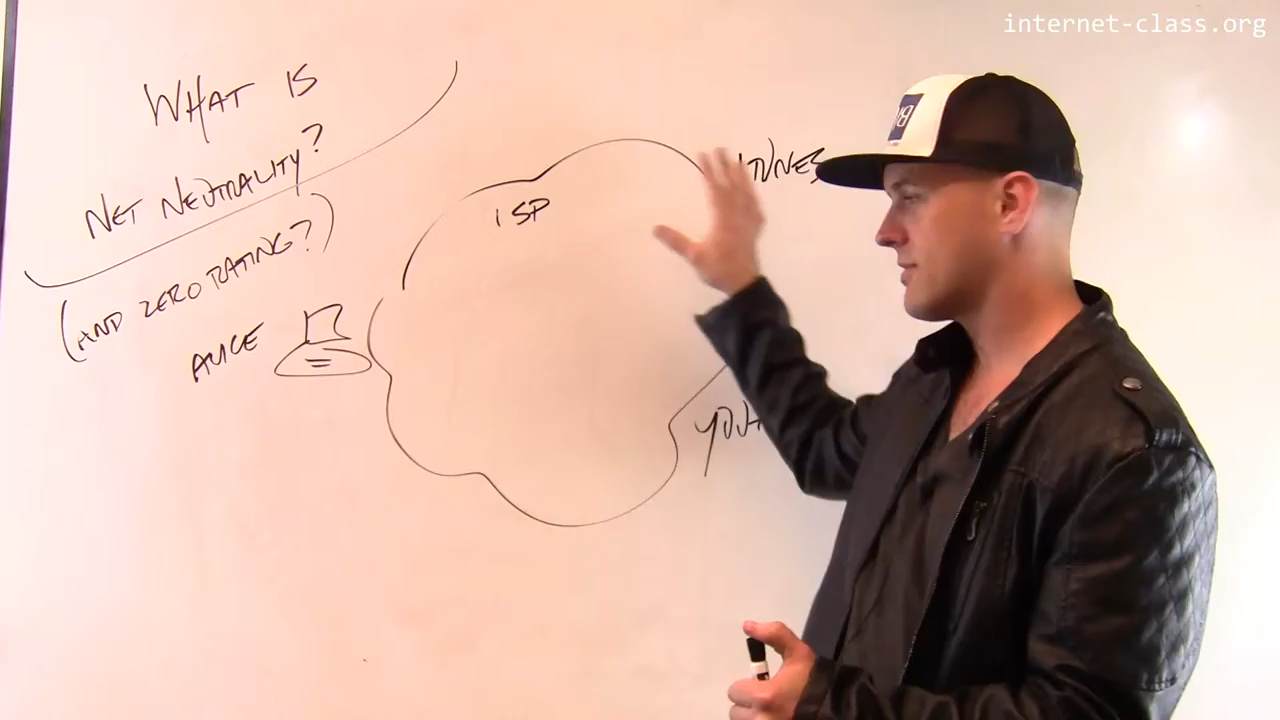 internet-class.org
WHAT IS
NET NEUTRALITY?
(AND ZERO RATING?)
ALICE
ISP